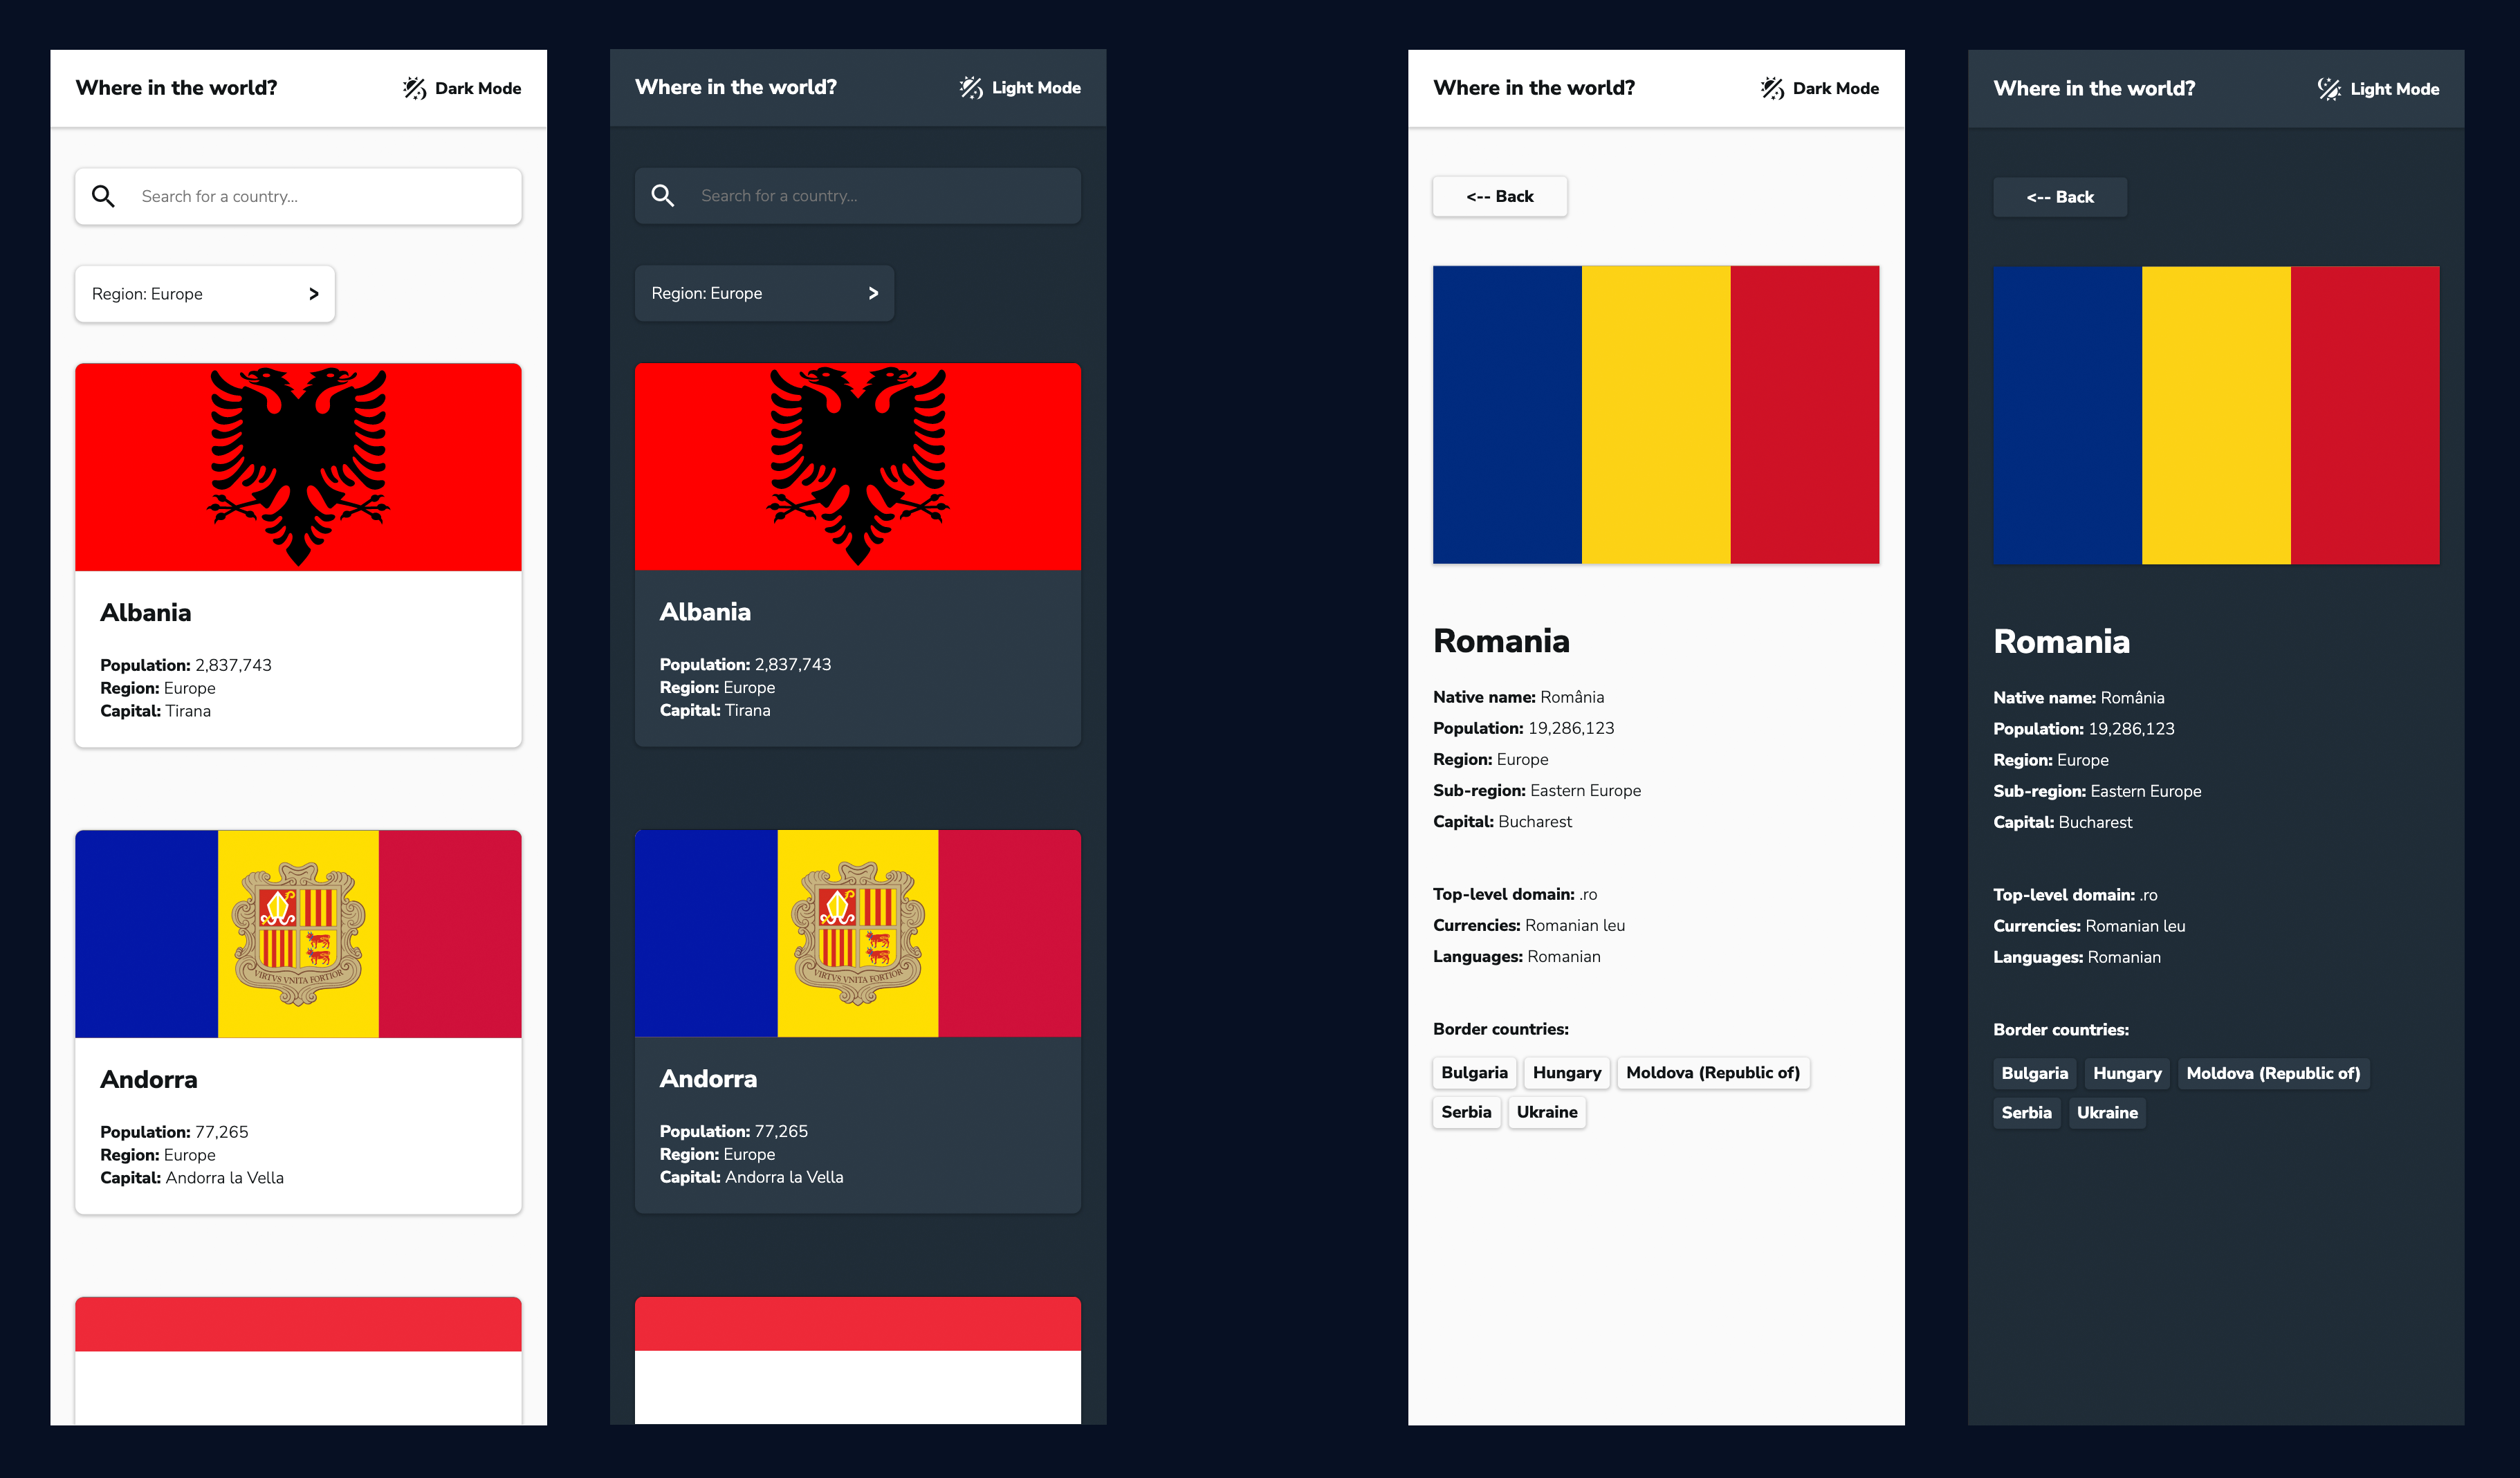 Where in the world?
Dark Mode
Search for a country...
Region: Europe >
Albania
Population: 2,837,743
Region: Europe
Capital: Tirana
VIRTVS VNITA FORTIOR
Andorra
Population: 77,265
Region: Europe
Capital: Andorra la Vella
Where in the world?
Light Mode
Search for a country...
Region: Europe >
Albania
Population: 2,837,743
Region: Europe
Capital: Tirana
VIRTVS VNITA FORTIOR
Andorra
Population: 77,265
Region: Europe
Capital: Andorra la Vella
Where in the world?
Dark Mode
<-- Back
Romania
Native name: România
Population: 19,286,123
Region: Europe
Sub-region: Eastern Europe
Capital: Bucharest
Top-level domain: .ro
Currencies: Romanian leu
Languages: Romanian
Border countries:
Bulgaria Hungary Moldova (Republic of)
Serbia Ukraine
Where in the world?
Light Mode
<-- Back
Romania
Native name: România
Population: 19,286,123
Region: Europe
Sub-region: Eastern Europe
Capital: Bucharest
Top-level domain: .ro
Currencies: Romanian leu
Languages: Romanian
Border countries:
Bulgaria Hungary Moldova (Republic of)
Serbia Ukraine